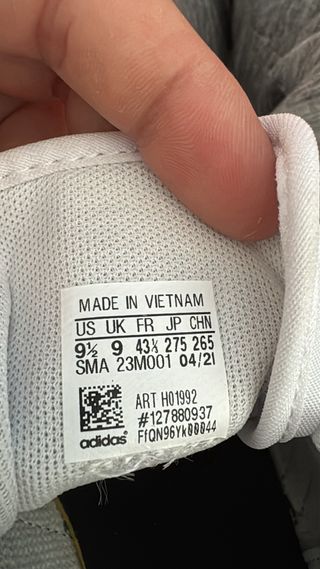 MADE IN VIETNAM
US UK FR JP CHN
9½ 9 43⅓ 275 265
SMA 23M001 04/21
ART H01992
#127880937
FfQN96Yk00044
adidas